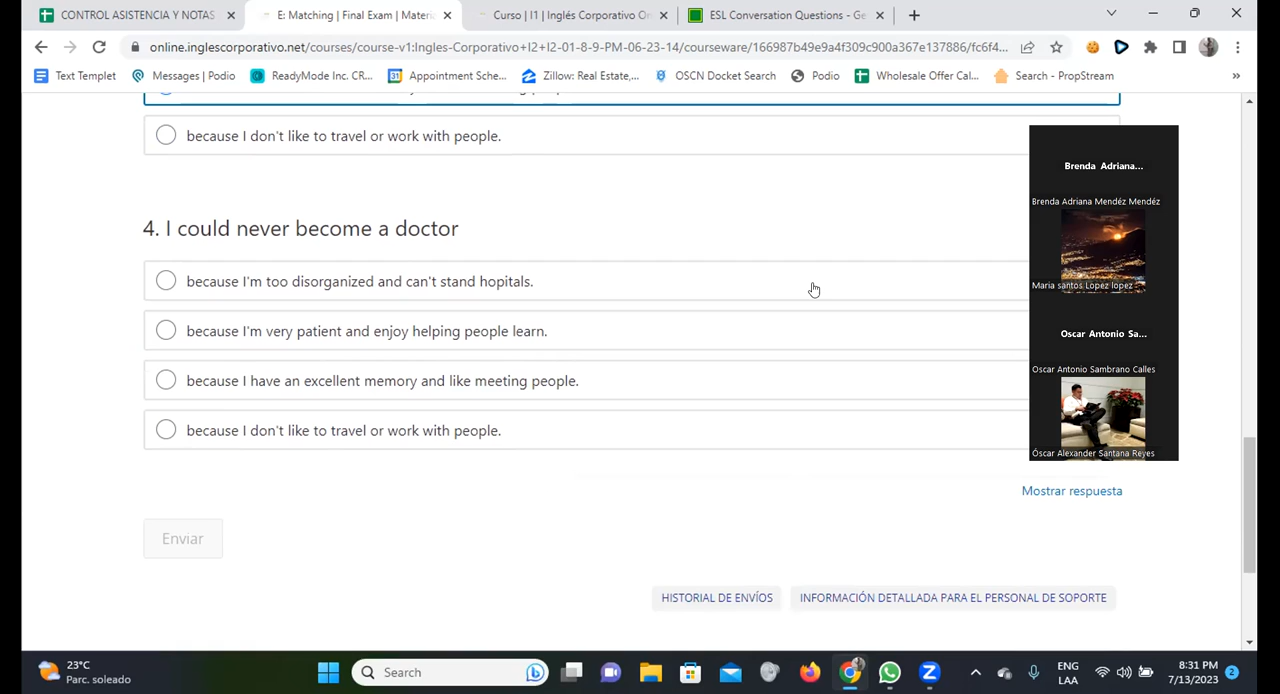 CONTROL ASISTENCIA Y NOTAS
E: Matching | Final Exam | Materi
Curso | I1 | Inglés Corporativo On
ESL Conversation Questions - Ge
online.inglescorporativo.net/courses/course-v1:Ingles-Corporativo+I2+I2-01-8-9-PM-06-23-14/courseware/166987b49e9a4f309c900a367e137886/fc6f4...
Text Templet
Messages | Podio
ReadyMode Inc. CR...
Appointment Sche...
Zillow: Real Estate,...
OSCN Docket Search
Podio
Wholesale Offer Cal...
Search - PropStream
»
because I don't like to travel or work with people.
4. I could never become a doctor
because I'm too disorganized and can't stand hopitals.
because I'm very patient and enjoy helping people learn.
because I have an excellent memory and like meeting people.
because I don't like to travel or work with people.
Brenda Adriana...
Brenda Adriana Mendéz Mendéz
Maria santos Lopez lopez
Oscar Antonio Sa...
Oscar Antonio Sambrano Calles
Óscar Alexander Santana Reyes
Mostrar respuesta
Enviar
HISTORIAL DE ENVÍOS
INFORMACIÓN DETALLADA PARA EL PERSONAL DE SOPORTE
23°C
Parc. soleado
Search
ENG
LAA
8:31 PM
7/13/2023
2